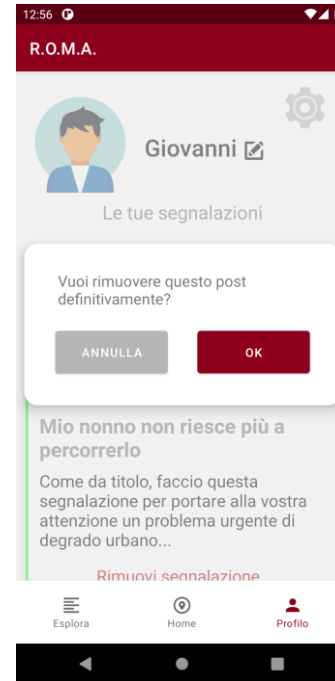 12:56
R.O.M.A.
Giovanni
Le tue segnalazioni
Vuoi rimuovere questo post
definitivamente?
ANNULLA
OK
Mio nonno non riesce più a
percorrerlo
Come da titolo, faccio questa
segnalazione per portare alla vostra
attenzione un problema urgente di
degrado urbano...
Rimuovi segnalazione
Esplora
Home
Profilo